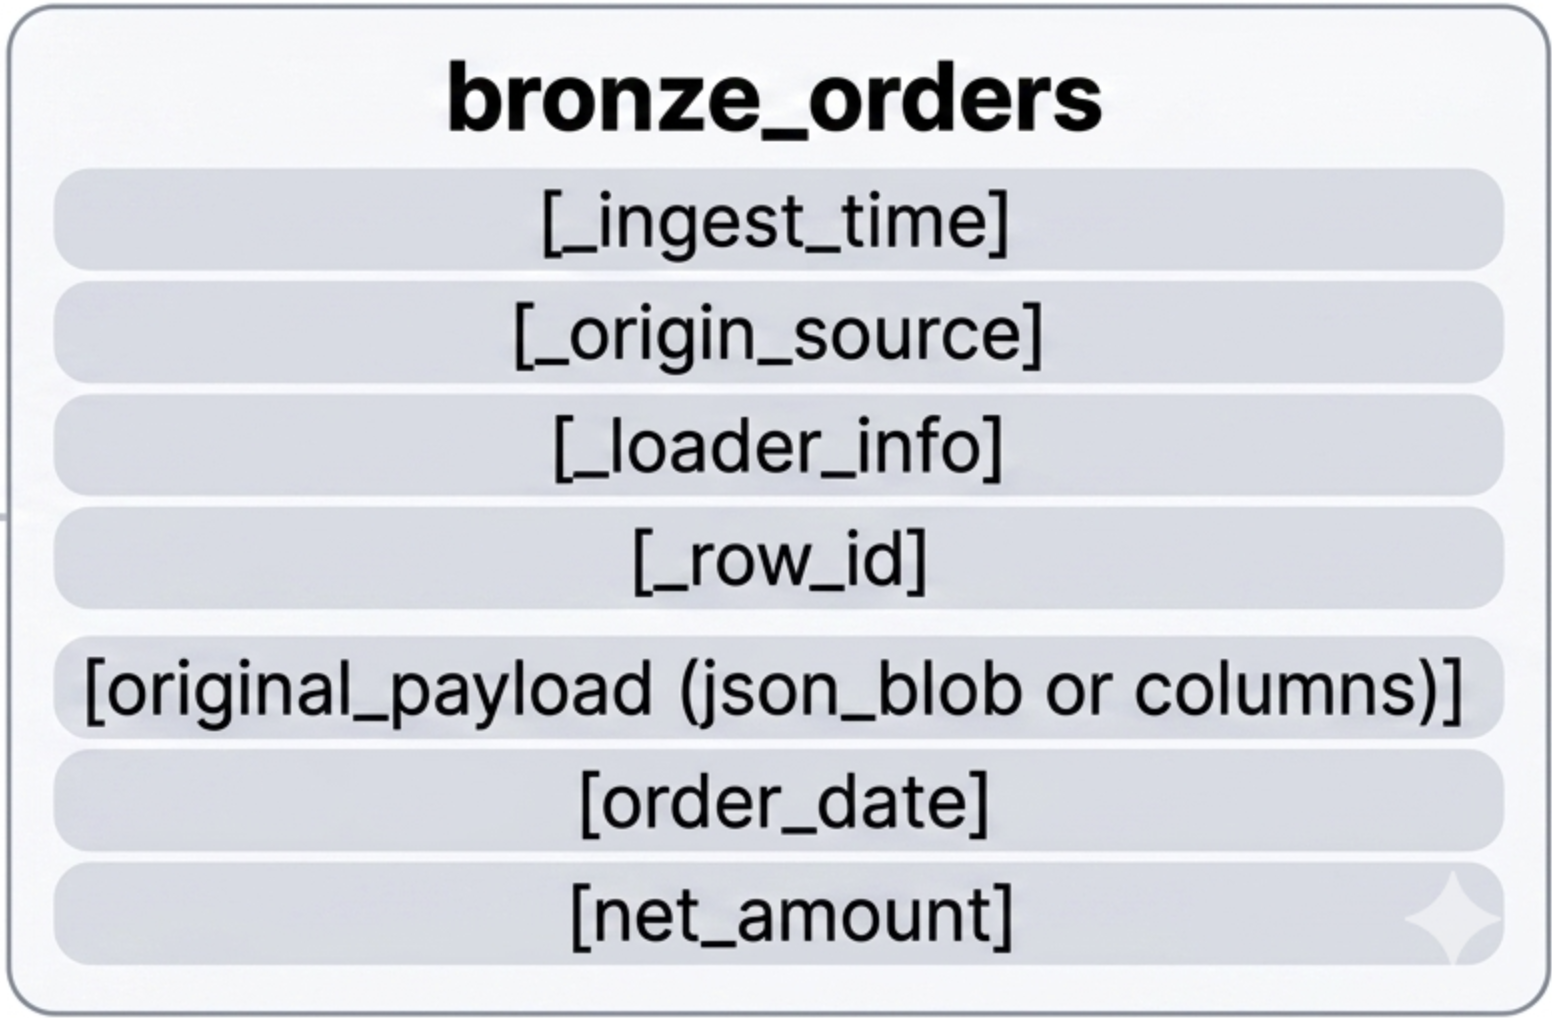 bronze_orders
[_ingest_time]
[_origin_source]
[_loader_info]
[_row_id]
[original_payload (json_blob or columns)]
[order_date]
[net_amount]